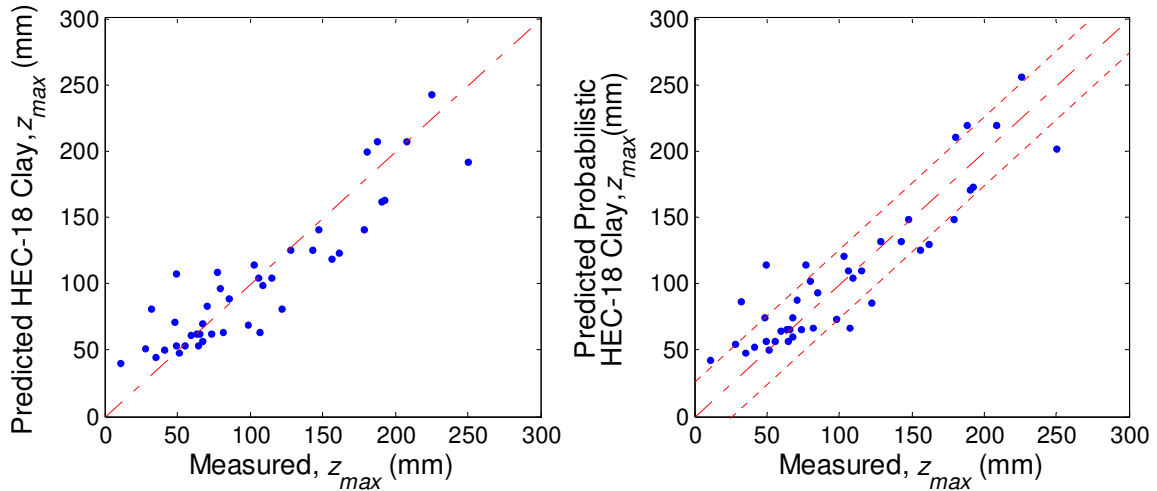 Predicted HEC-18 Clay, z_max (mm)
300
250
200
150
100
50
0
0 50 100 150 200 250 300
Measured, z_max (mm)
Predicted Probabilistic
HEC-18 Clay, z_max(mm)
300
250
200
150
100
50
0
0 50 100 150 200 250 300
Measured, z_max (mm)